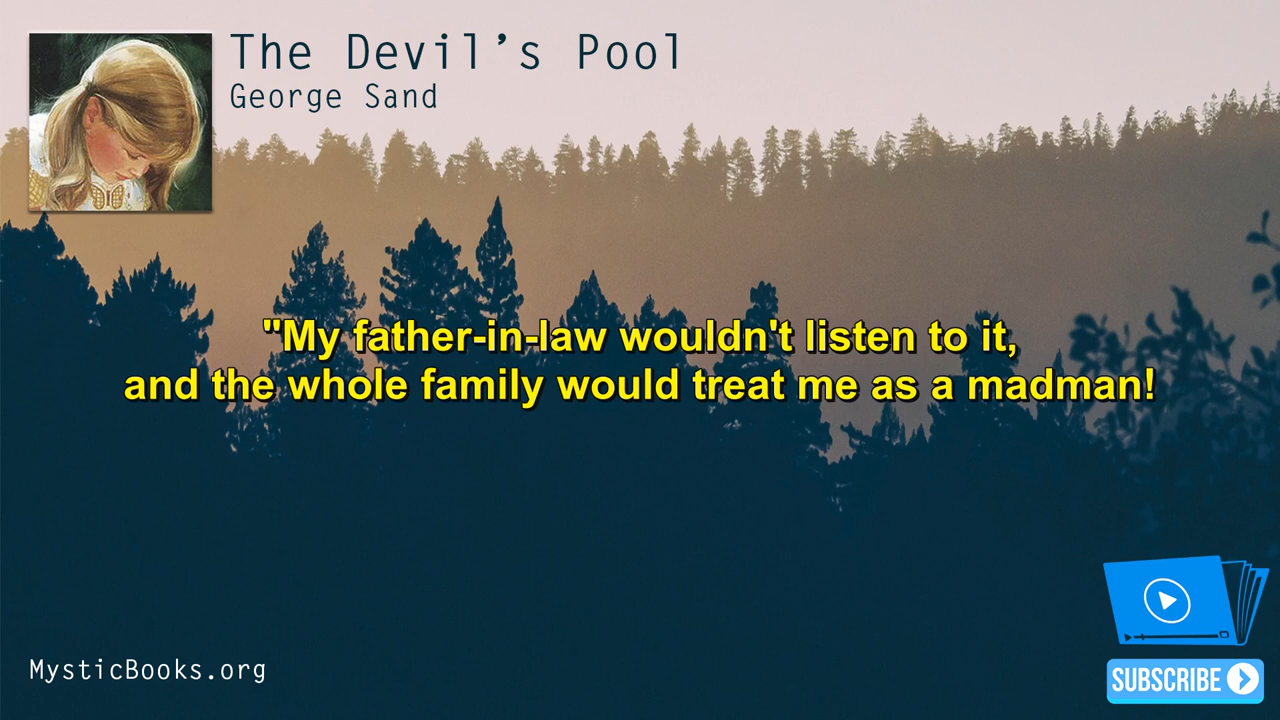 The Devil's Pool
George Sand
"My father-in-law wouldn't listen to it,
and the whole family would treat me as a madman!
MysticBooks.org
SUBSCRIBE